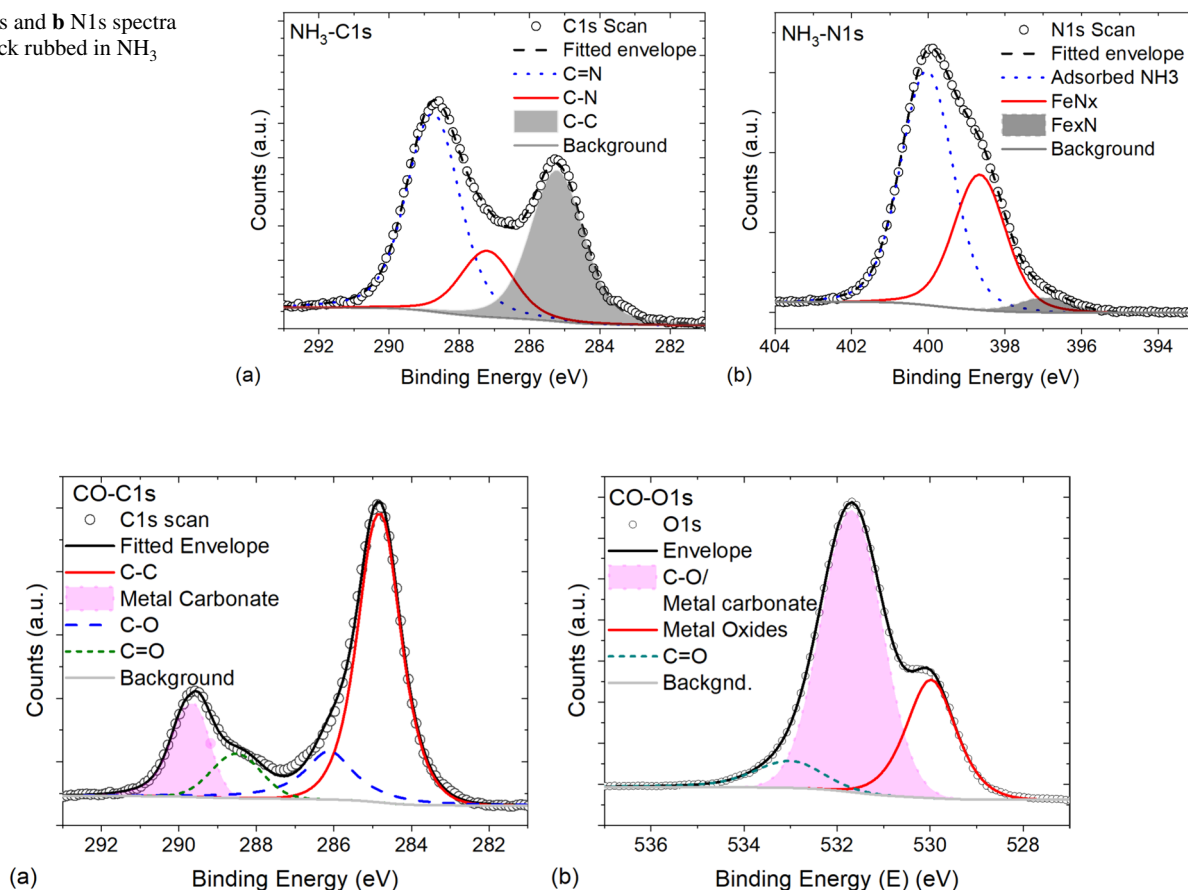 s and b N1s spectra
ck rubbed in NH3
NH3-C1s
C1s Scan
Fitted envelope
C=N
C-N
C-C
Background
Counts (a.u.)
292 290 288 286 284 282
(a) Binding Energy (eV)
NH3-N1s
N1s Scan
Fitted envelope
Adsorbed NH3
FeNx
FexN
Background
Counts (a.u.)
404 402 400 398 396 394
(b) Binding Energy (eV)
CO-C1s
C1s scan
Fitted Envelope
C-C
Metal Carbonate
C-O
C=O
Background
Counts (a.u.)
292 290 288 286 284 282
(a) Binding Energy (eV)
CO-O1s
O1s
Envelope
C-O/
Metal carbonate
Metal Oxides
C=O
Backgnd.
Counts (a.u.)
536 534 532 530 528
(b) Binding Energy (E) (eV)